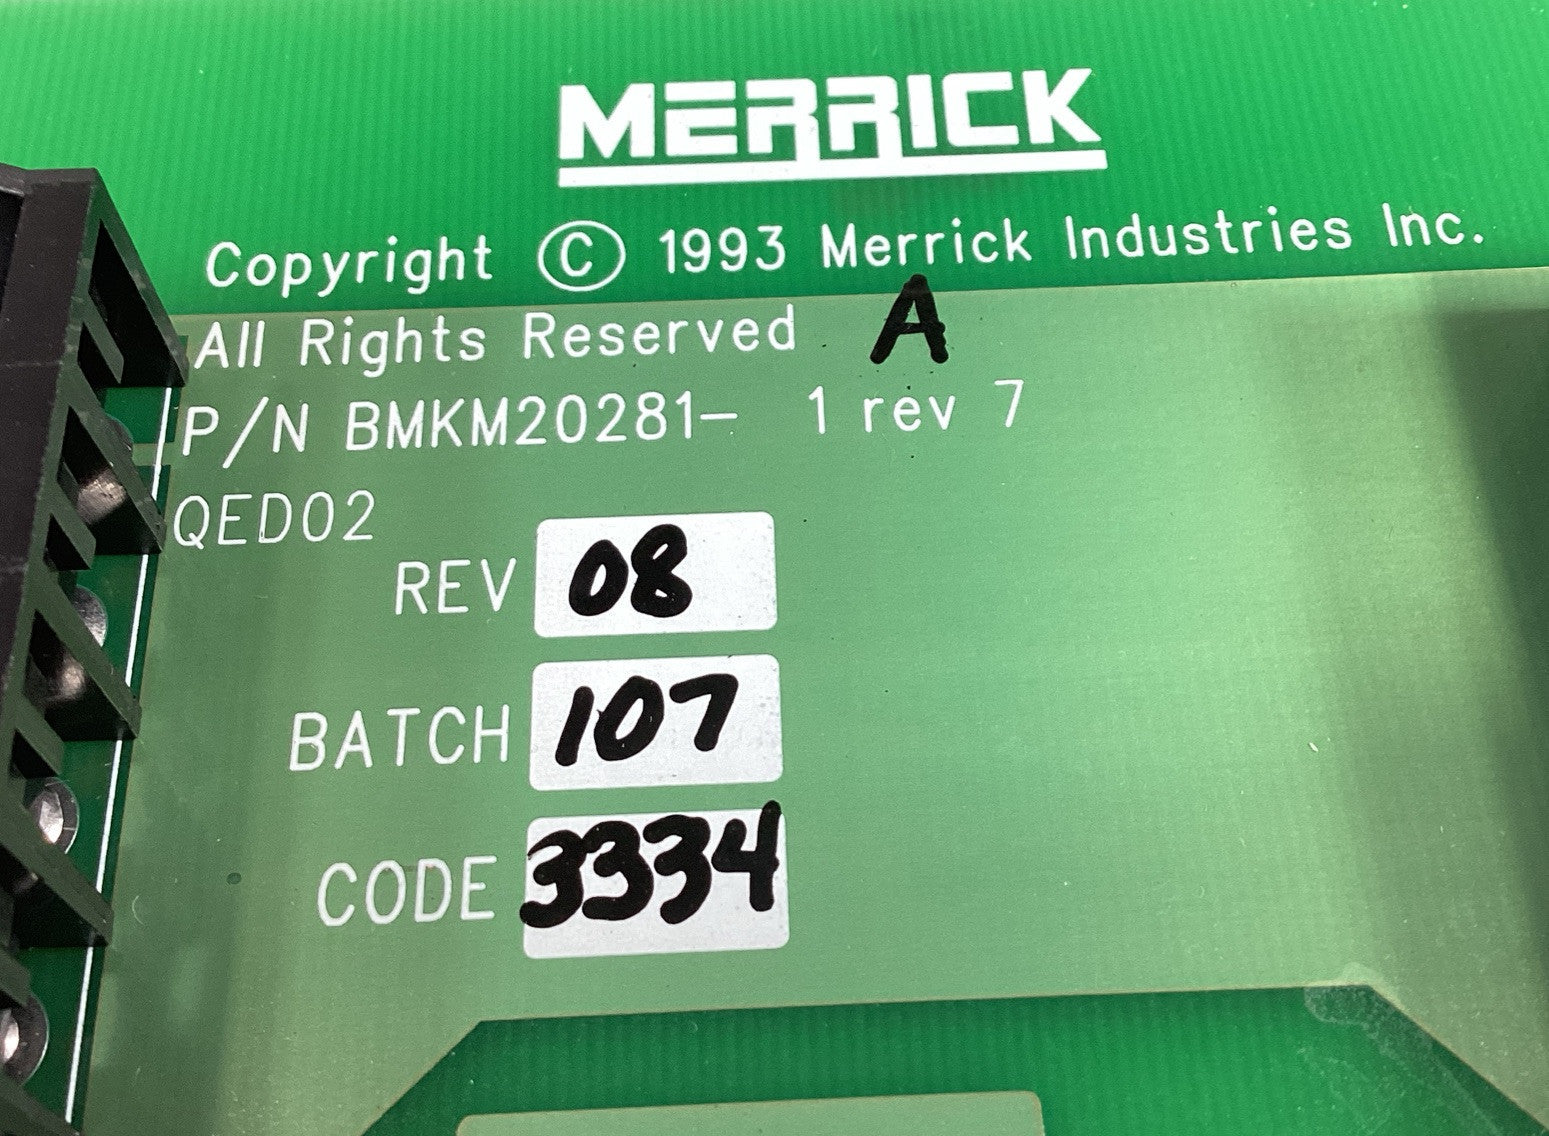 MERRICK
Copyright © 1993 Merrick Industries Inc.
All Rights Reserved A
P/N BMKM20281- 1 rev 7
QED02
REV 08
BATCH 107
CODE 3334